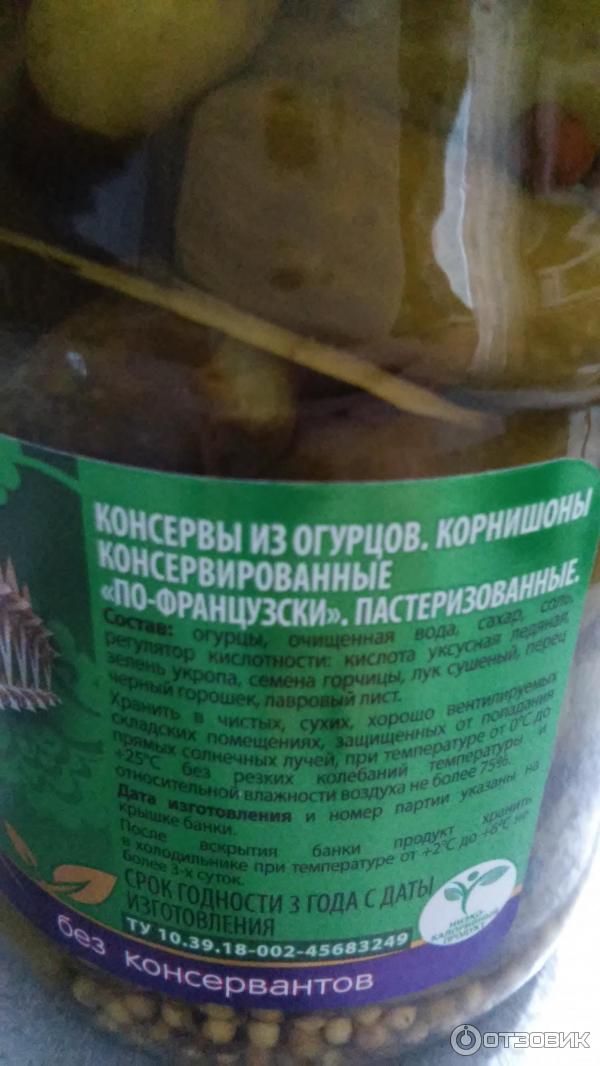 КОНСЕРВЫ ИЗ ОГУРЦОВ. КОРНИШОНЫ
КОНСЕРВИРОВАННЫЕ
«ПО-ФРАНЦУЗСКИ». ПАСТЕРИЗОВАННЫЕ.
Состав: огурцы, очищенная вода, сахар, соль,
регулятор кислотности: кислота уксусная ледяная,
зелень укропа, семена горчицы, лук сушеный, перец
черный горошек, лавровый лист.
Хранить в чистых, сухих, хорошо вентилируемых
складских помещениях, защищенных от попадания
прямых солнечных лучей, при температуре от 0°С до
+25°С без резких колебаний температуры и
относительной влажности воздуха не более 75%.
Дата изготовления и номер партии указаны на
крышке банки.
После вскрытия банки продукт хранить
в холодильнике при температуре от +2°С до +6°С не
более 3-х суток.
СРОК ГОДНОСТИ 3 ГОДА С ДАТЫ
ИЗГОТОВЛЕНИЯ
ТУ 10.39.18-002-45683249
НИЗКО
КАЛОРИЙНЫЙ
ПРОДУКТ
без консервантов
ОТЗОВИК